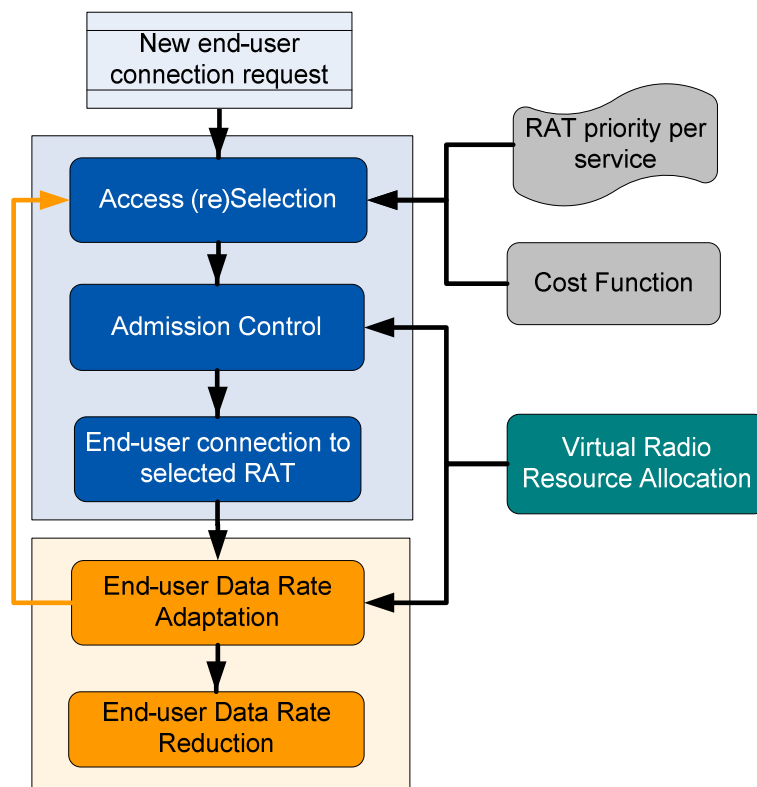 New end-user
connection request
RAT priority per
service
Access (re)Selection
Cost Function
Admission Control
End-user connection to
selected RAT
Virtual Radio
Resource Allocation
End-user Data Rate
Adaptation
End-user Data Rate
Reduction